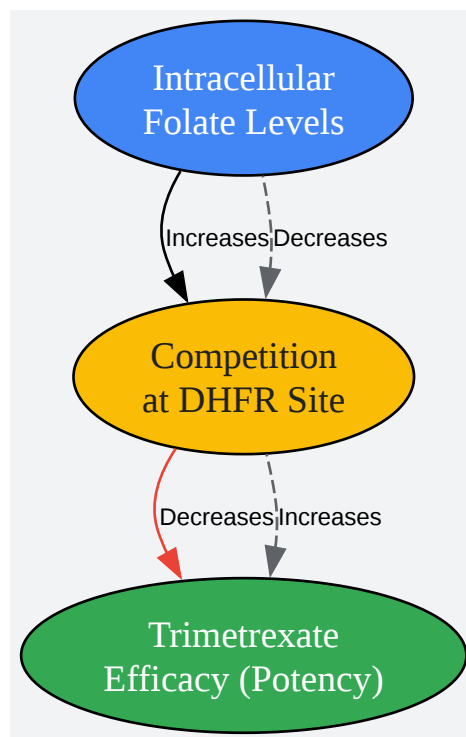 Intracellular
Folate Levels
Increases Decreases
Competition
at DHFR Site
Decreases Increases
Trimetrexate
Efficacy (Potency)